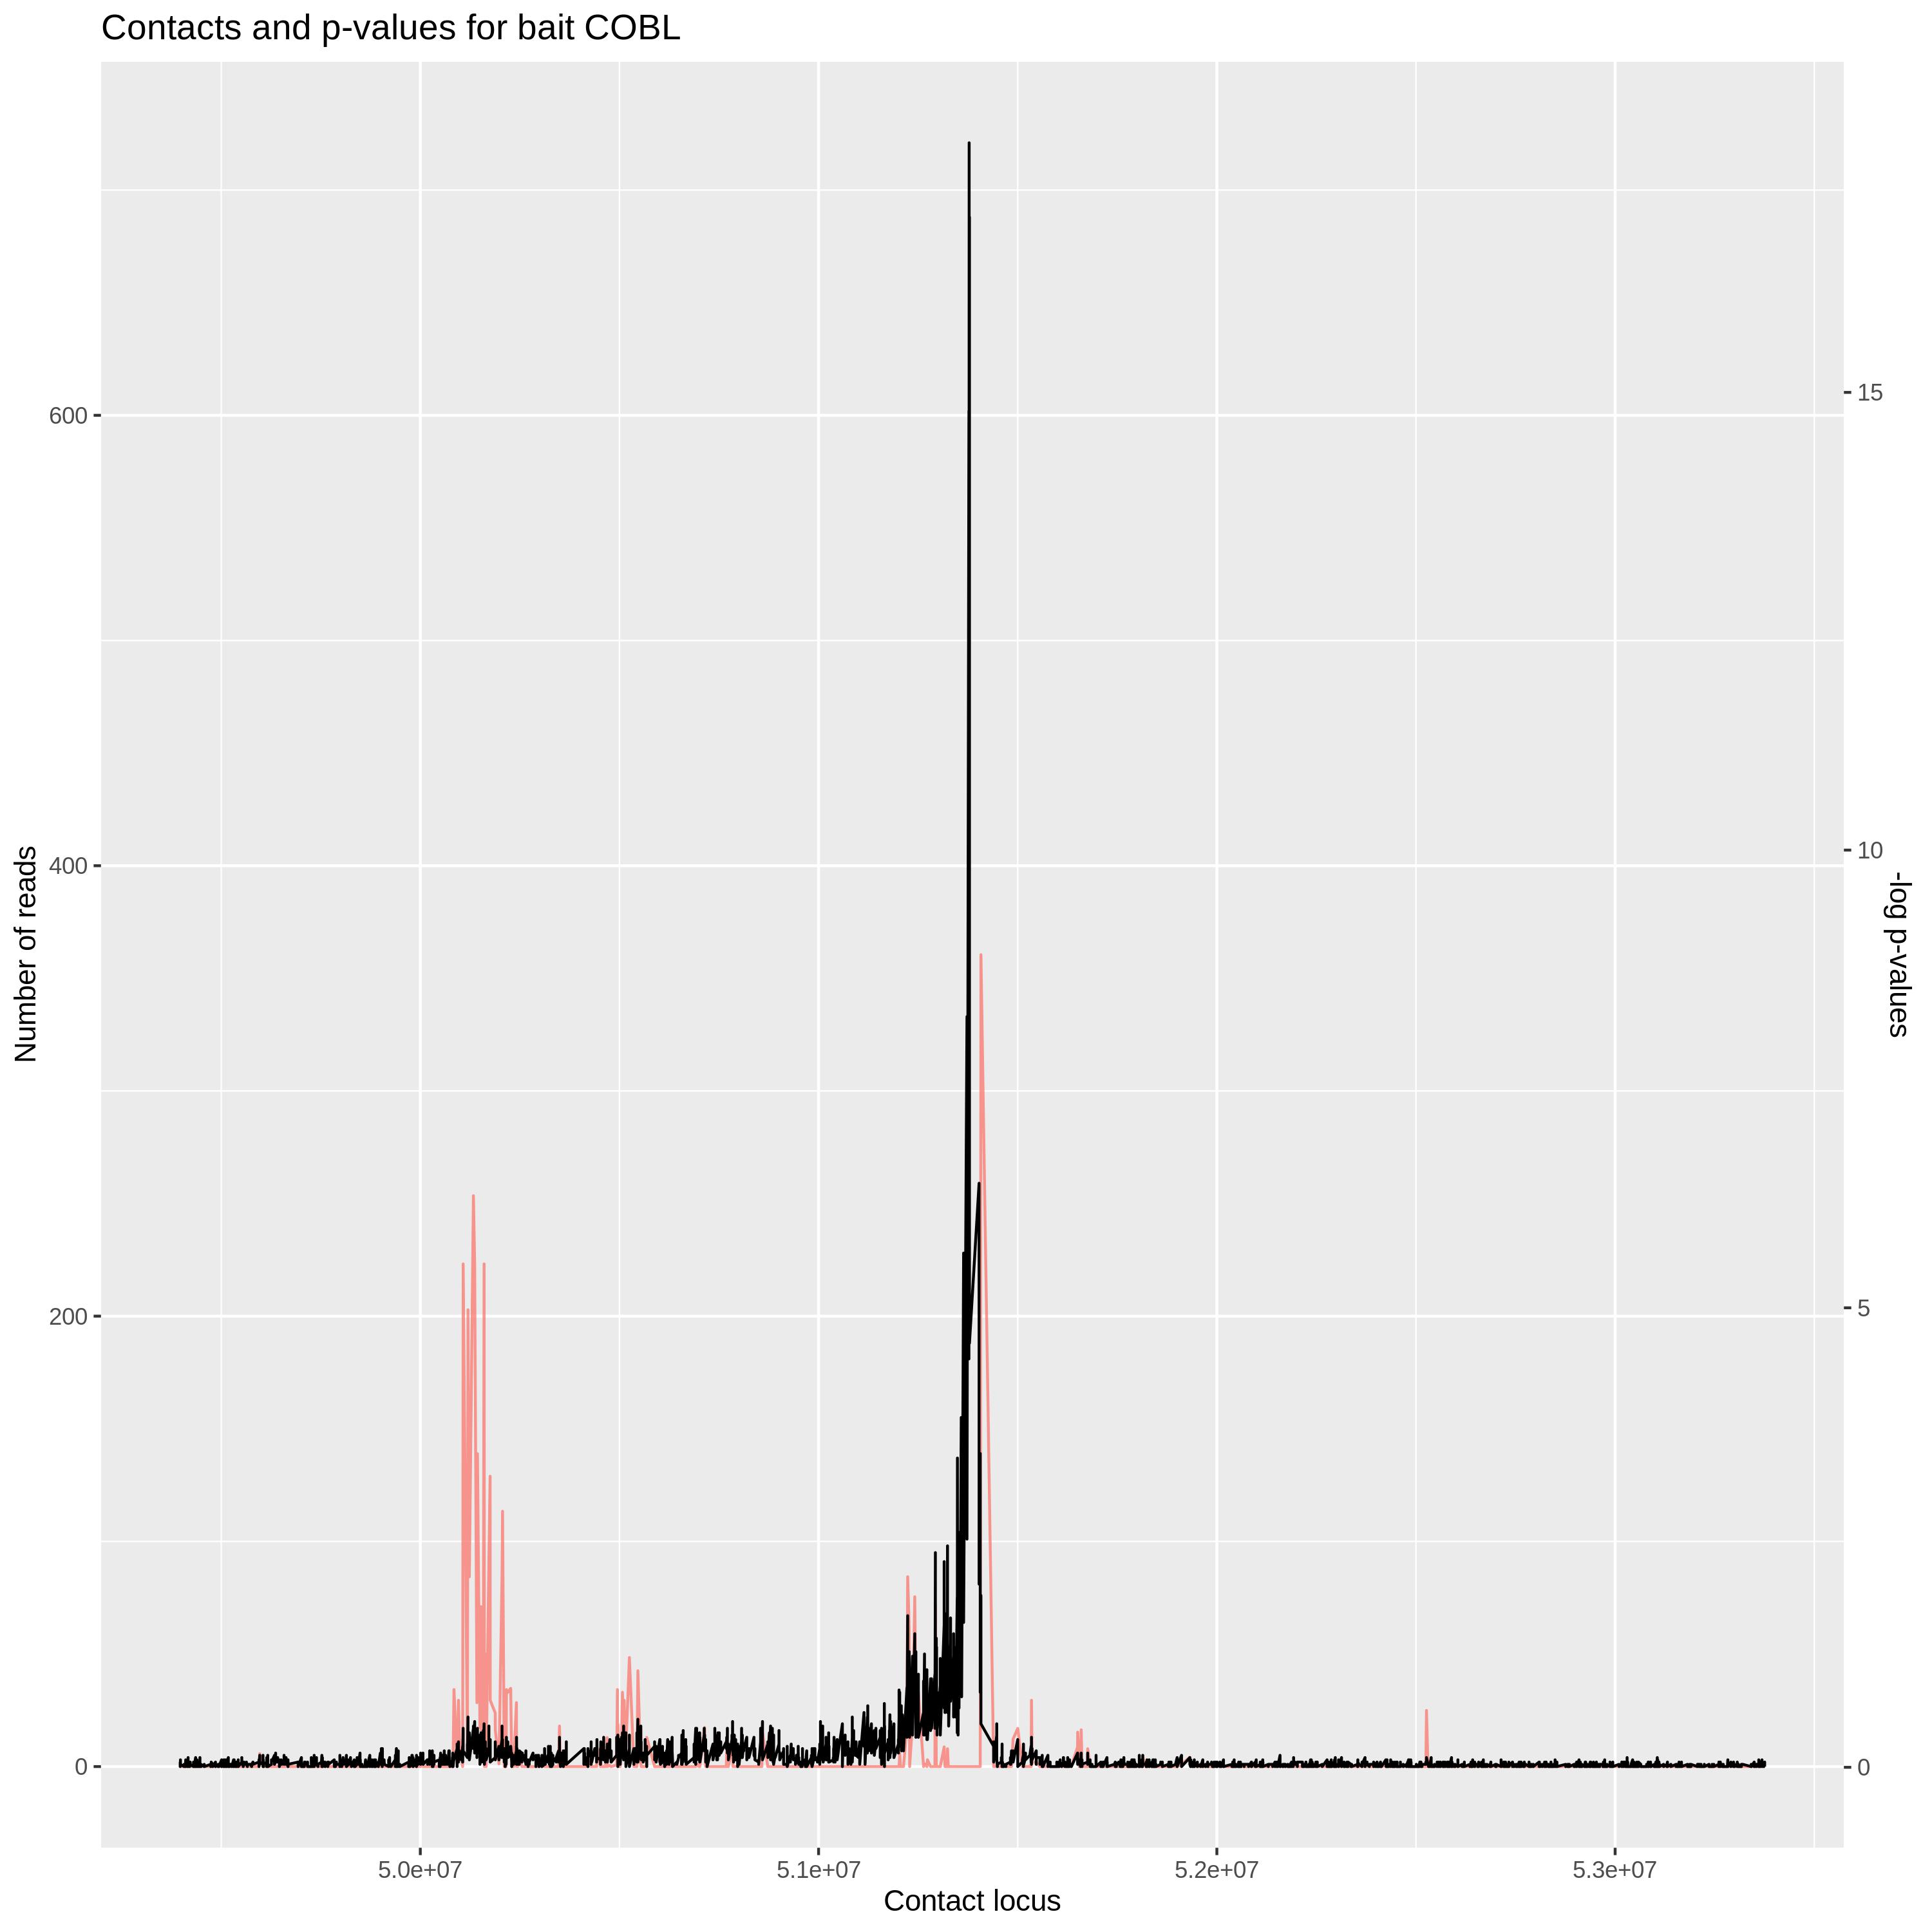 Contacts and p-values for bait COBL
600
400
200
0
15
10
5
0
Number of reads
-log p-values
5.0e+07
5.1e+07
5.2e+07
5.3e+07
Contact locus